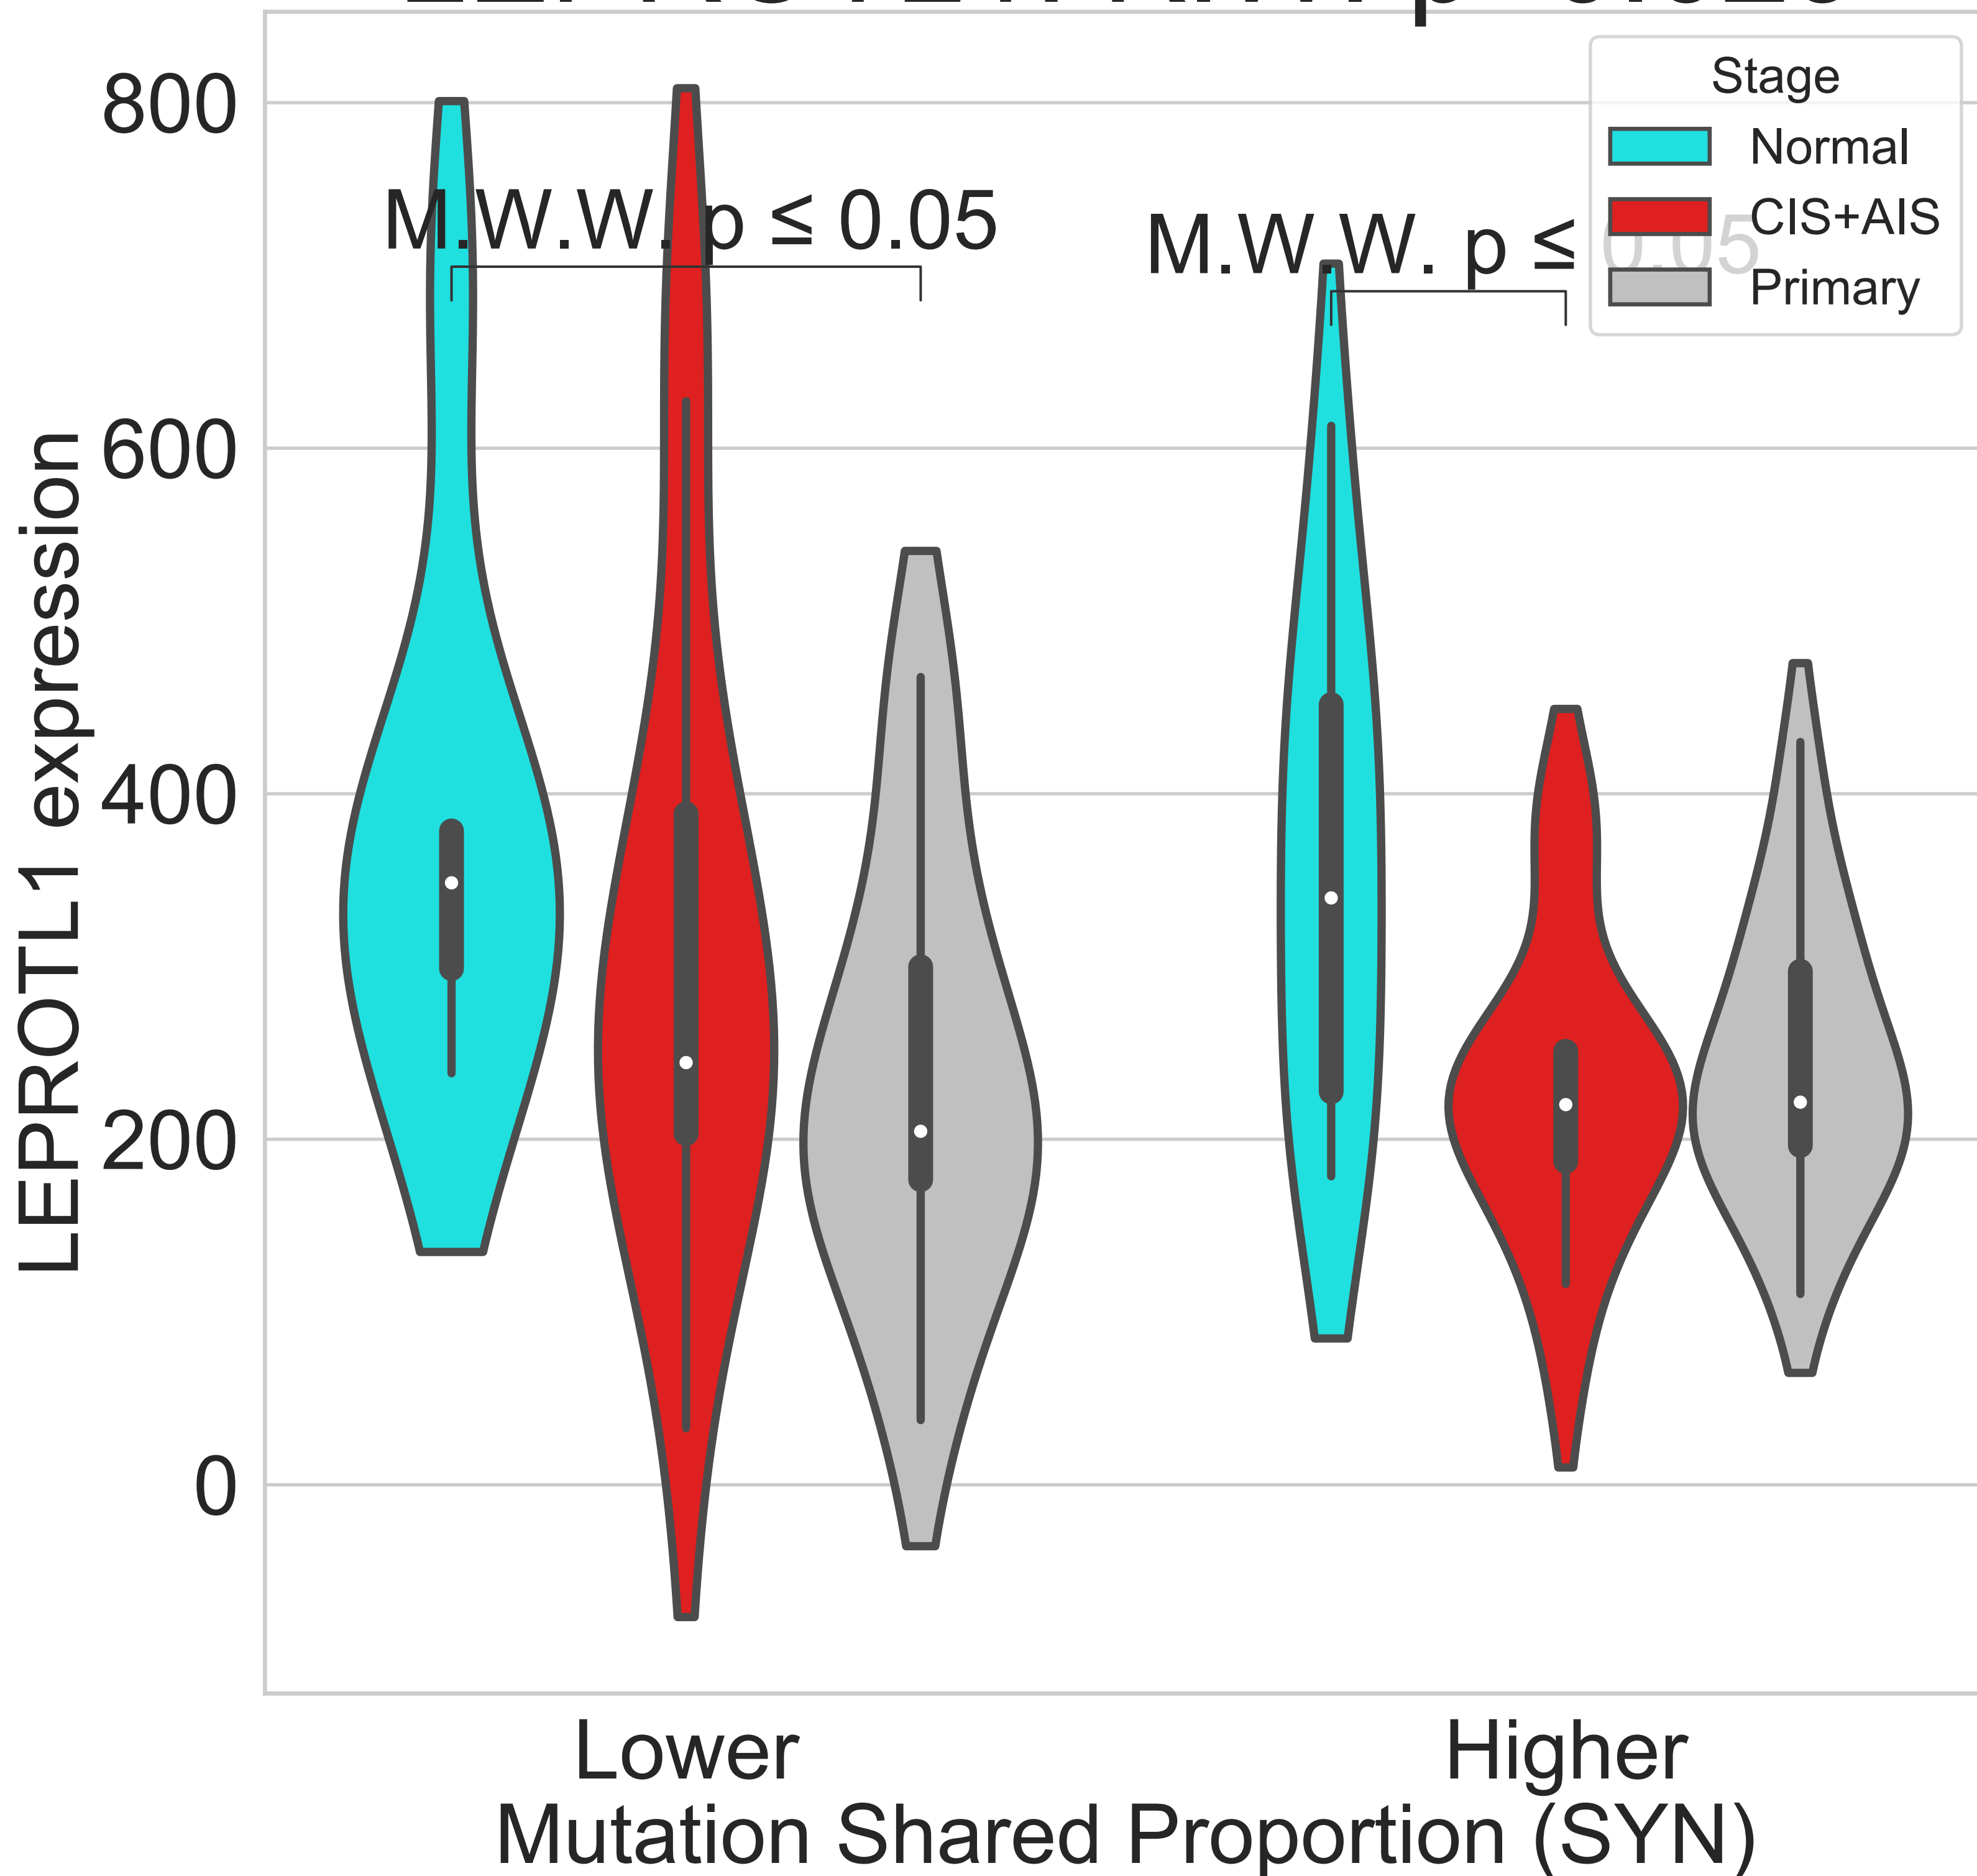 800
600
400
200
0
LEPROTL1 expression
M.W.W. p ≤ 0.05
M.W.W. p ≤ 0.05
Stage
Normal
CIS+AIS
Primary
Lower
Higher
Mutation Shared Proportion (SYN)